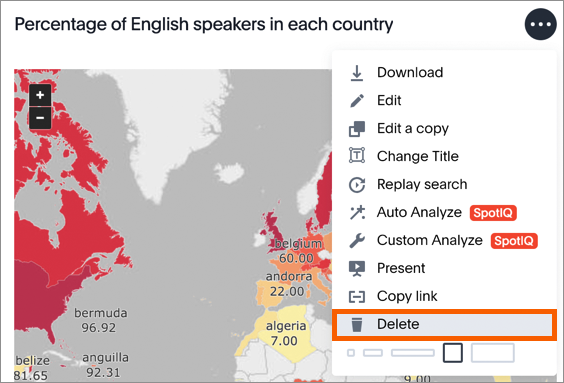 Percentage of English speakers in each country
Download
Edit
Edit a copy
Change Title
Replay search
Auto Analyze SpotIQ
Custom Analyze SpotIQ
Present
Copy link
Delete
+
−
belgium
60.00
andorra
22.00
bermuda
96.92
algeria
7.00
belize
81.65
anguilla
92.31
9.00